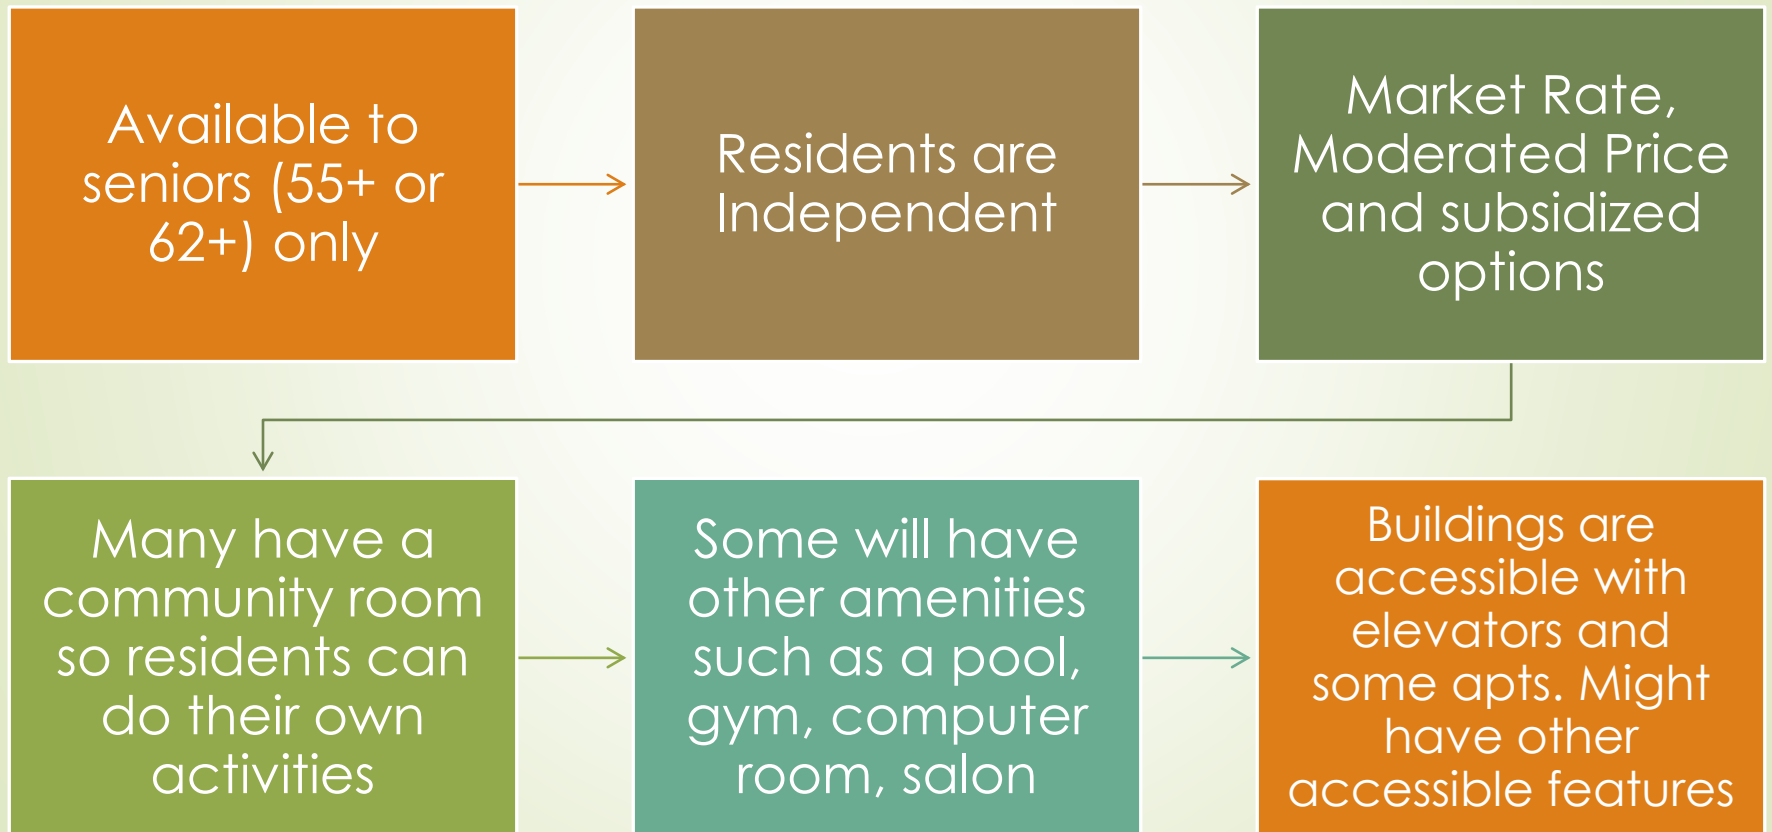 Available to
seniors (55+ or
62+) only
Residents are
Independent
Market Rate,
Moderated Price
and subsidized
options
Many have a
community room
so residents can
do their own
activities
Some will have
other amenities
such as a pool,
gym, computer
room, salon
Buildings are
accessible with
elevators and
some apts. Might
have other
accessible features